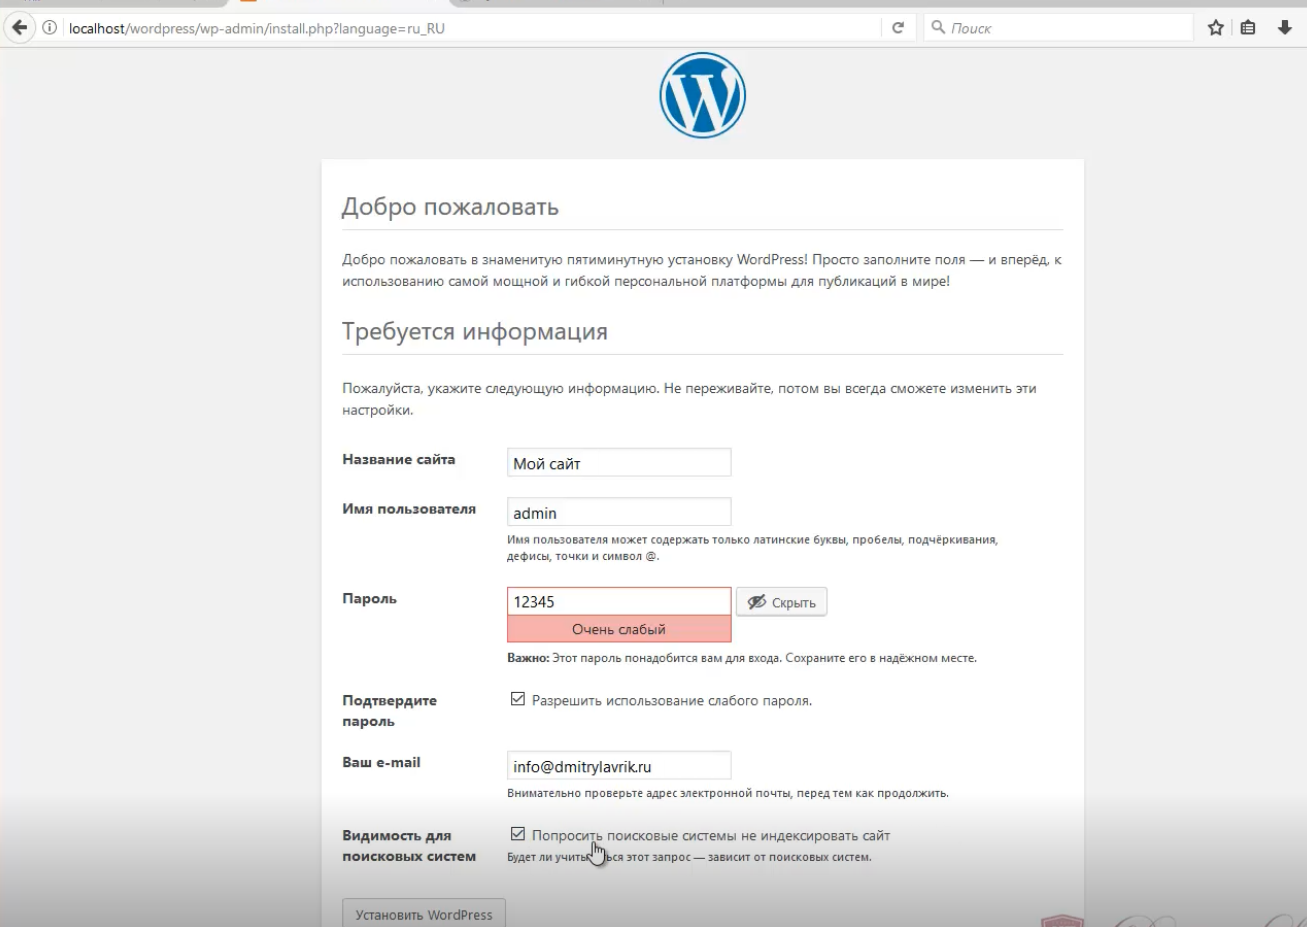 localhost/wordpress/wp-admin/install.php?language=ru_RU
Поиск
Добро пожаловать
Добро пожаловать в знаменитую пятиминутную установку WordPress! Просто заполните поля — и вперёд, к
использованию самой мощной и гибкой персональной платформы для публикаций в мире!
Требуется информация
Пожалуйста, укажите следующую информацию. Не переживайте, потом вы всегда сможете изменить эти
настройки.
Название сайта
Мой сайт
Имя пользователя
admin
Имя пользователя может содержать только латинские буквы, пробелы, подчёркивания,
дефисы, точки и символ @.
Пароль
12345
Скрыть
Очень слабый
Важно: Этот пароль понадобится вам для входа. Сохраните его в надёжном месте.
Подтвердите
пароль
Разрешить использование слабого пароля.
Ваш e-mail
info@dmitrylavrik.ru
Внимательно проверьте адрес электронной почты, перед тем как продолжить.
Видимость для
поисковых систем
Попросить поисковые системы не индексировать сайт
Будет ли учитываться этот запрос — зависит от поисковых систем.
Установить WordPress